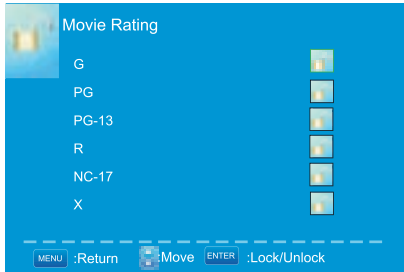 Movie Rating
G
PG
PG-13
R
NC-17
X
MENU :Return :Move ENTER :Lock/Unlock